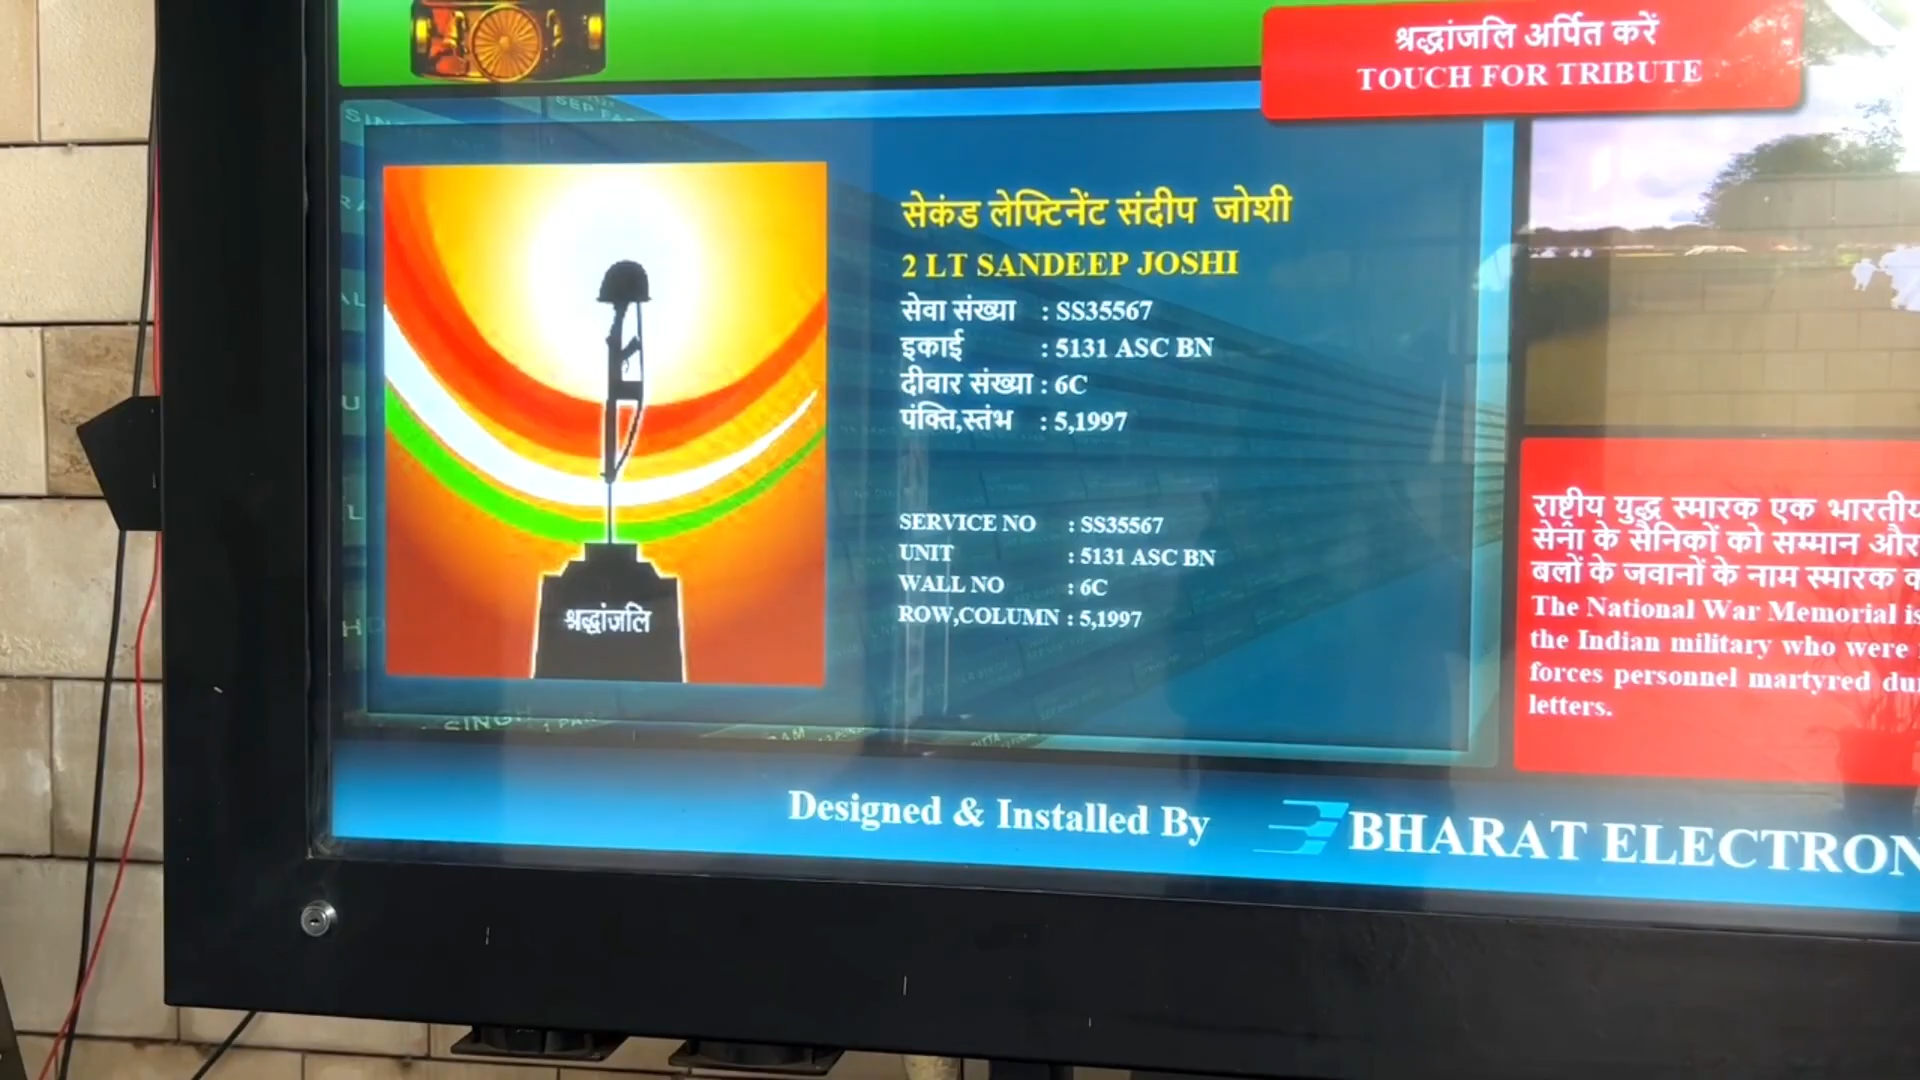 श्रद्धांजलि अर्पित करें
TOUCH FOR TRIBUTE
सेकंड लेफ्टिनेंट संदीप जोशी
2 LT SANDEEP JOSHI
सेवा संख्या : SS35567
इकाई : 5131 ASC BN
दीवार संख्या : 6C
पंक्ति,स्तंभ : 5,1997
SERVICE NO : SS35567
UNIT : 5131 ASC BN
WALL NO : 6C
ROW,COLUMN : 5,1997
श्रद्धांजलि
राष्ट्रीय युद्ध स्मारक एक भारतीय
सेना के सैनिकों को सम्मान और
बलों के जवानों के नाम स्मारक
The National War Memorial is
the Indian military who were
forces personnel martyred
letters.
SINGH
Designed & Installed By
BHARAT